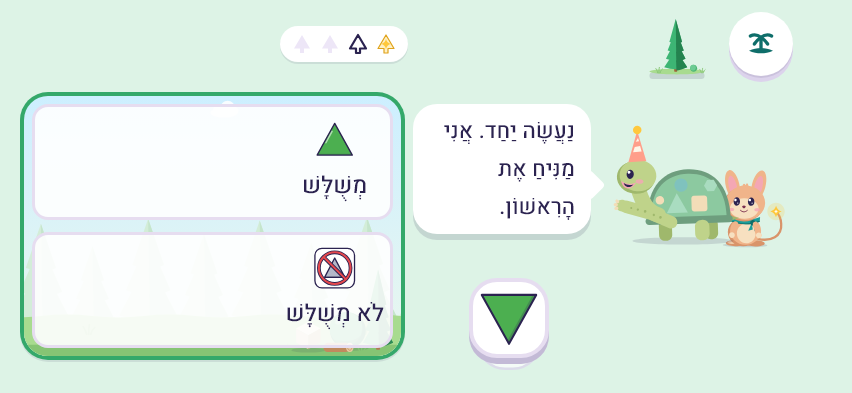 נַעֲשֶׂה יַחַד. אֲנִי
מַנִּיחַ אֶת
הָרִאשׁוֹן.
מְשֻׁלָּשׁ
לֹא מְשֻׁלָּשׁ